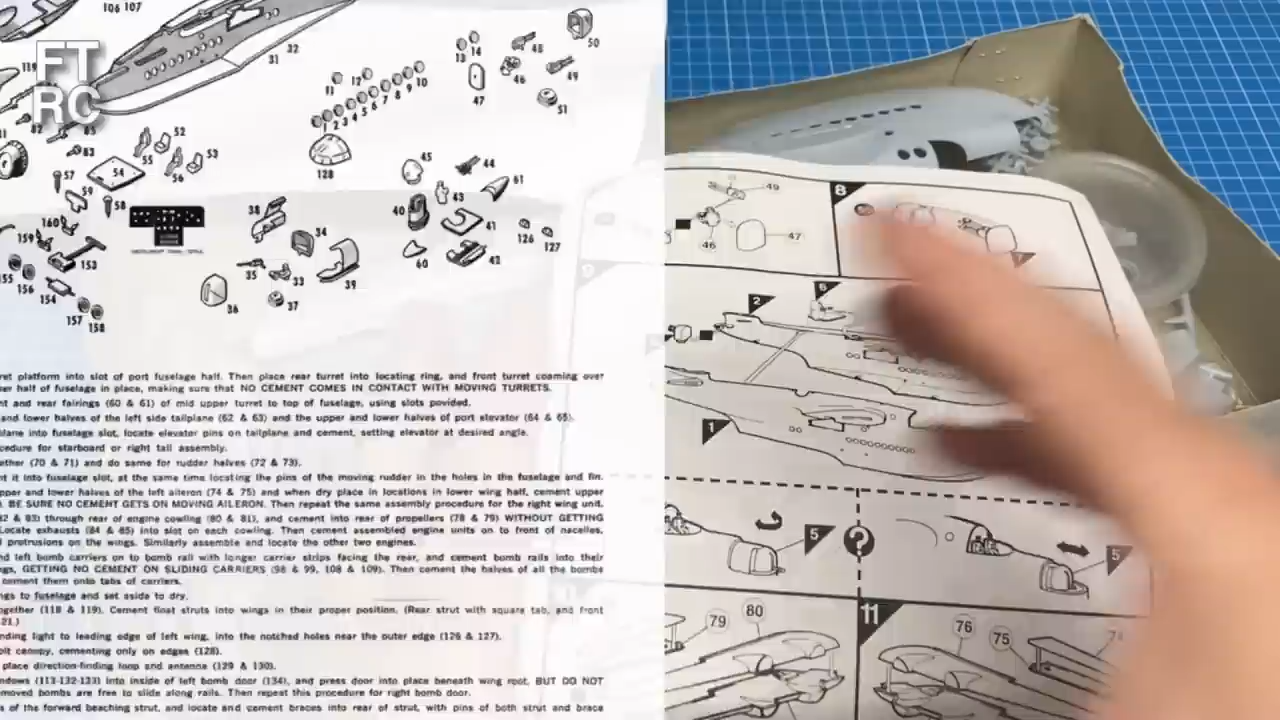 FT
RC
106 107
32
31
119
82
85
83
81
57
59
58
54
55
52
56
53
160
159
153
155
156
154
157
158
11
12
1 2 3 4 5 6 7 8 9 10
128
13
14
47
48
46
49
50
51
45
44
43
61
40
41
42
60
126
127
38
34
35
33
39
36
37
turret platform into slot of port fuselage half. Then place rear turret into locating ring, and front turret coaming over
half of fuselage in place, making sure that NO CEMENT COMES IN CONTACT WITH MOVING TURRETS.
and rear fairings (60 & 61) of mid upper turret to top of fuselage, using slots povided.
and lower halves of the left side tailplane (62 & 63) and the upper and lower halves of port elevator (64 & 65).
into fuselage slot, locate elevator pins on tailplane and cement, setting elevator at desired angle.
for starboard or right tail assembly.
(70 & 71) and do same for rudder halves (72 & 73).
it into fuselage slot, at the same time locating the pins of the moving rudder in the holes in the fuselage and fin.
and lower halves of the left aileron (74 & 75) and when dry place in locations in lower wing half, cement upper
BE SURE NO CEMENT GETS ON MOVING AILERON. Then repeat the same assembly procedure for the right wing unit.
82 & 83) through rear of engine cowling (80 & 81), and cement into rear of propellers (78 & 79) WITHOUT GETTING
Locate exhausts (84 & 85) into slot on each cowling. Then cement assembled engine units on to front of nacelles,
protrusions on the wings. Similarly assemble and locate the other two engines.
and left bomb carriers on to bomb rail with longer carrier strips facing the rear, and cement bomb rails into their
GETTING NO CEMENT ON SLIDING CARRIERS (98 & 99, 108 & 109). Then cement the halves of all the bombs
cement them onto tabs of carriers.
to fuselage and set aside to dry.
(118 & 119). Cement float struts into wings in their proper position. (Rear strut with square tab, and front
121.)
light to leading edge of left wing, into the notched holes near the outer edge (126 & 127).
canopy, cementing only on edges (128).
place direction-finding loop and antenna (129 & 130).
(113-132-133) into inside of left bomb door (134), and press door into place beneath wing root, BUT DO NOT
bombs are free to slide along rails. Then repeat this procedure for right bomb door.
of the forward beaching strut, and locate and cement braces into rear of strut, with pins of both strut and brace
49
46
47
8
2
6
1
5
?
5
79
80
11
76
75